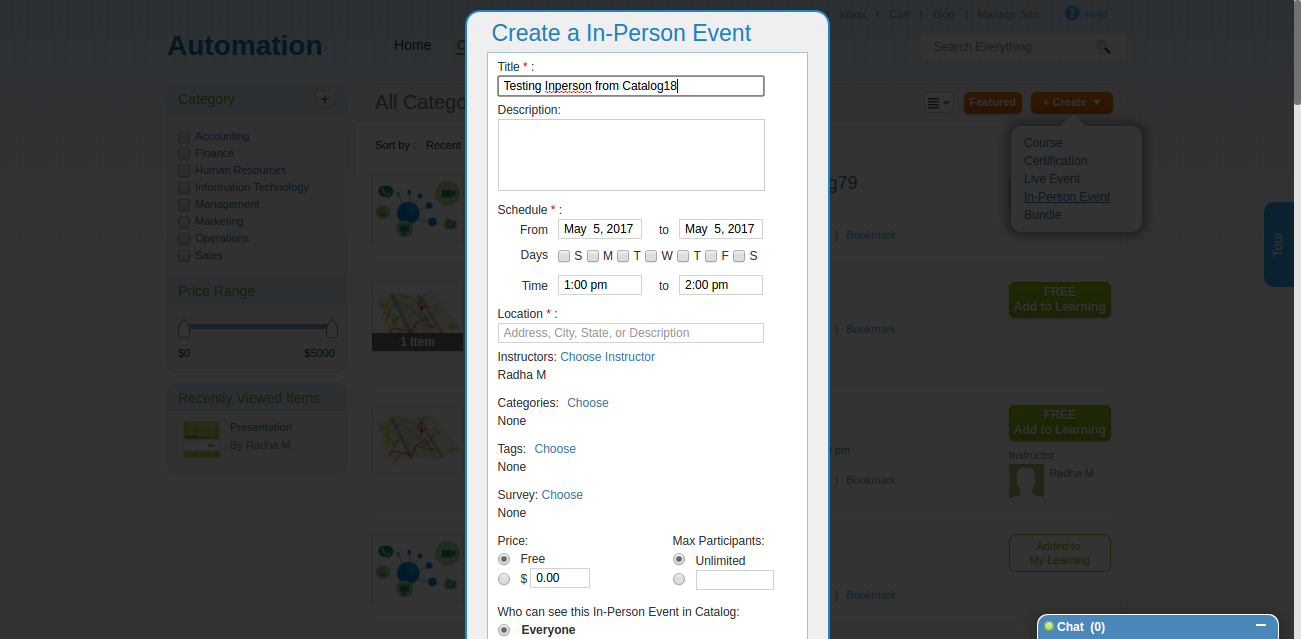 Inbox | Cart | Blog | Manage Site ? Help
Automation
Home
Search Everything
Category +
Accounting
Finance
Human Resources
Information Technology
Management
Marketing
Operations
Sales
Price Range
$0 $5000
Recently Viewed Items
Presentation
By Radha M
All Catego
Featured
+ Create
Sort by : Recent
Course
Certification
Live Event
In-Person Event
Bundle
g79
| Bookmark
Tour
1 Item
FREE
Add to Learning
| Bookmark
FREE
Add to Learning
pm
Instructor
Radha M
| Bookmark
Added to
My Learning
| Bookmark
Create a In-Person Event
Title * :
Testing Inperson from Catalog18
Description:
Schedule * :
From May 5, 2017 to May 5, 2017
Days S M T W T F S
Time 1:00 pm to 2:00 pm
Location * :
Address, City, State, or Description
Instructors: Choose Instructor
Radha M
Categories: Choose
None
Tags: Choose
None
Survey: Choose
None
Price: Max Participants:
Free Unlimited
$ 0.00
Who can see this In-Person Event in Catalog:
Everyone
Chat (0)